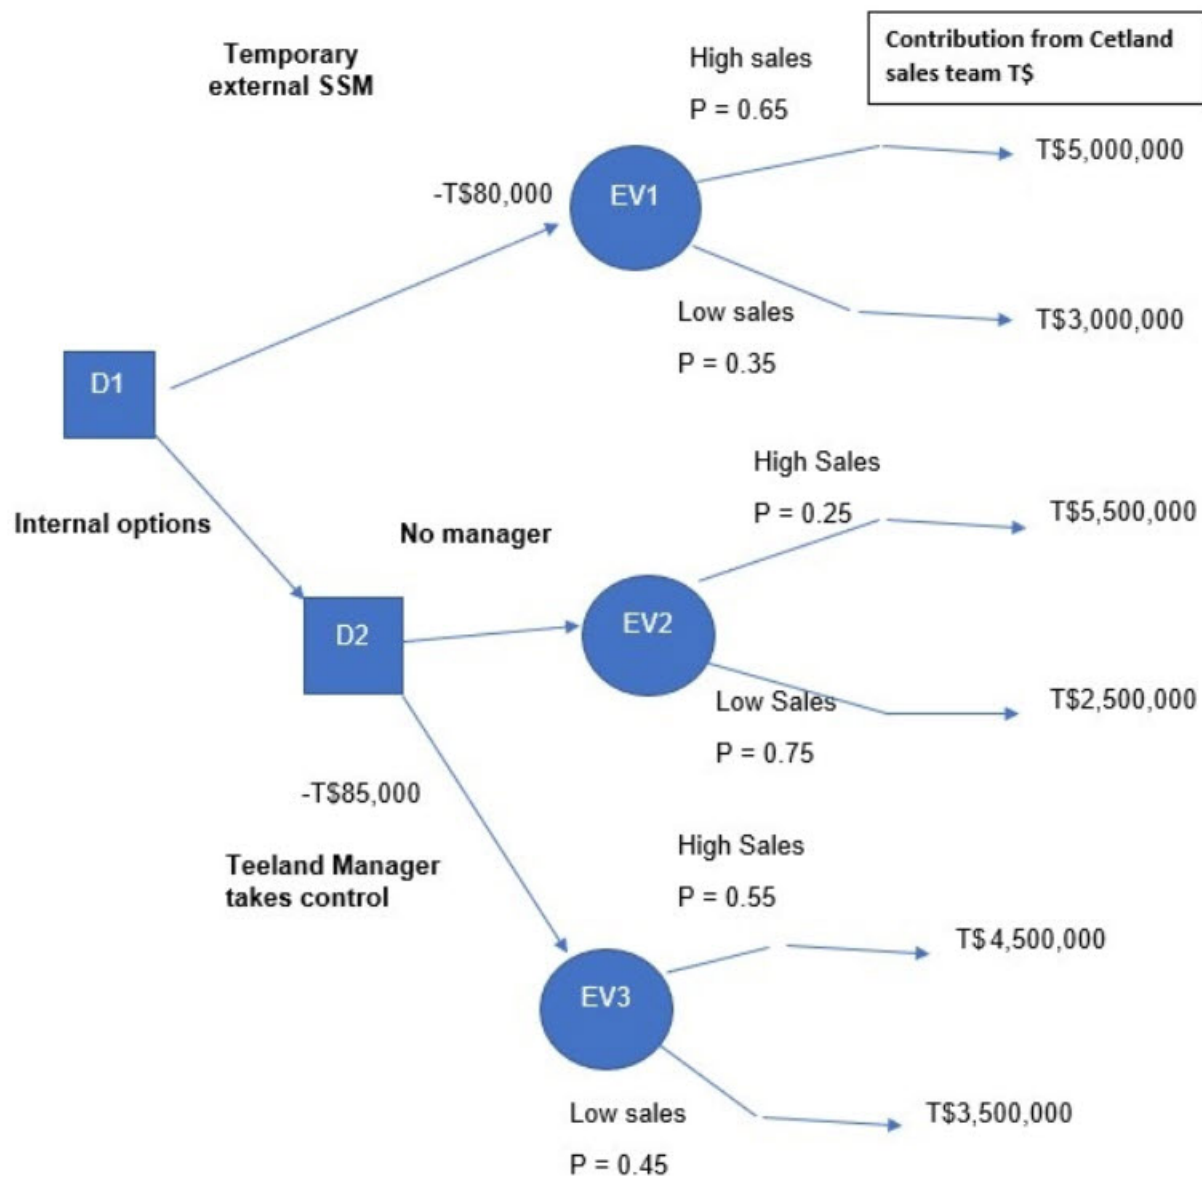 Temporary
external SSM
High sales
P = 0.65
Contribution from Cetland
sales team T$
-T$80,000
EV1
T$5,000,000
Low sales
P = 0.35
T$3,000,000
D1
Internal options
No manager
High Sales
P = 0.25
T$5,500,000
D2
EV2
Low Sales
P = 0.75
T$2,500,000
-T$85,000
Teeland Manager
takes control
High Sales
P = 0.55
T$ 4,500,000
EV3
Low sales
P = 0.45
T$3,500,000